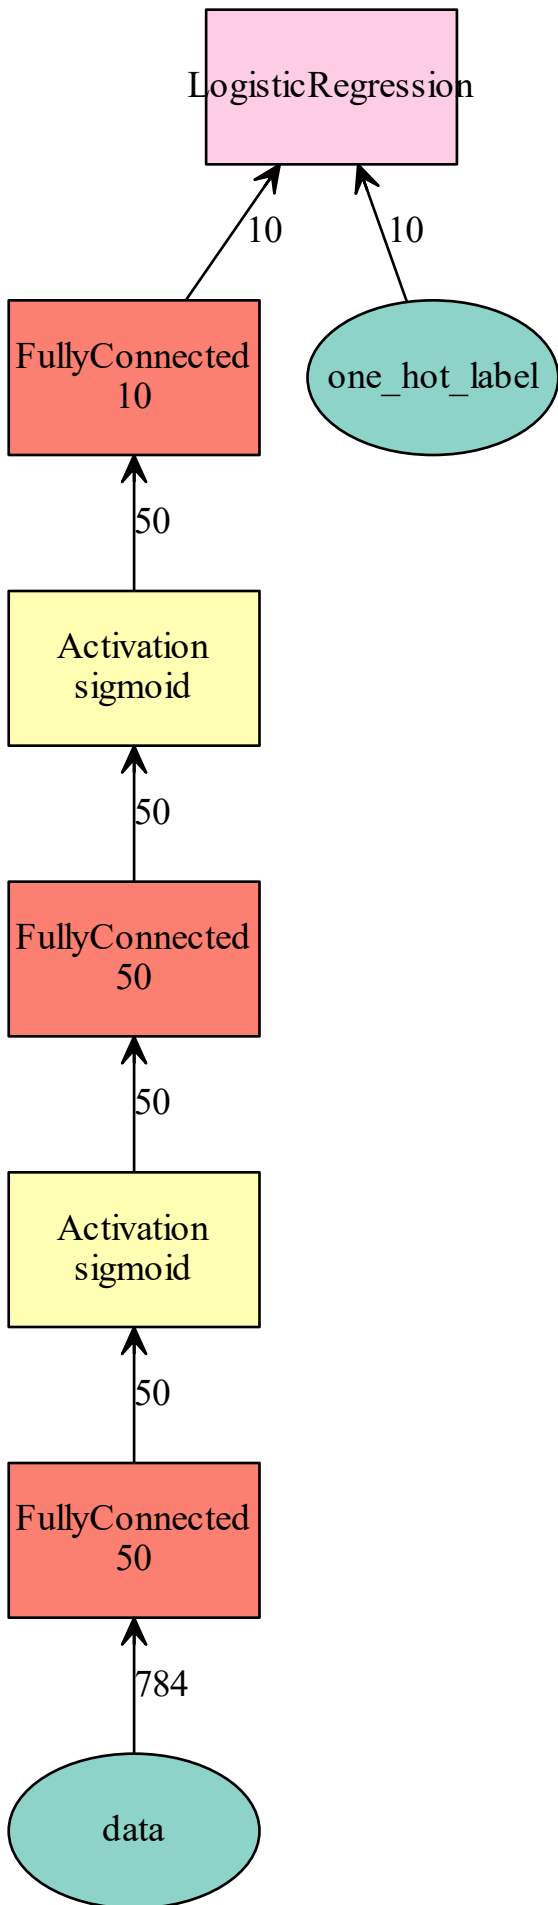 LogisticRegression
10
10
FullyConnected
10
one_hot_label
50
Activation
sigmoid
50
FullyConnected
50
50
Activation
sigmoid
50
FullyConnected
50
784
data